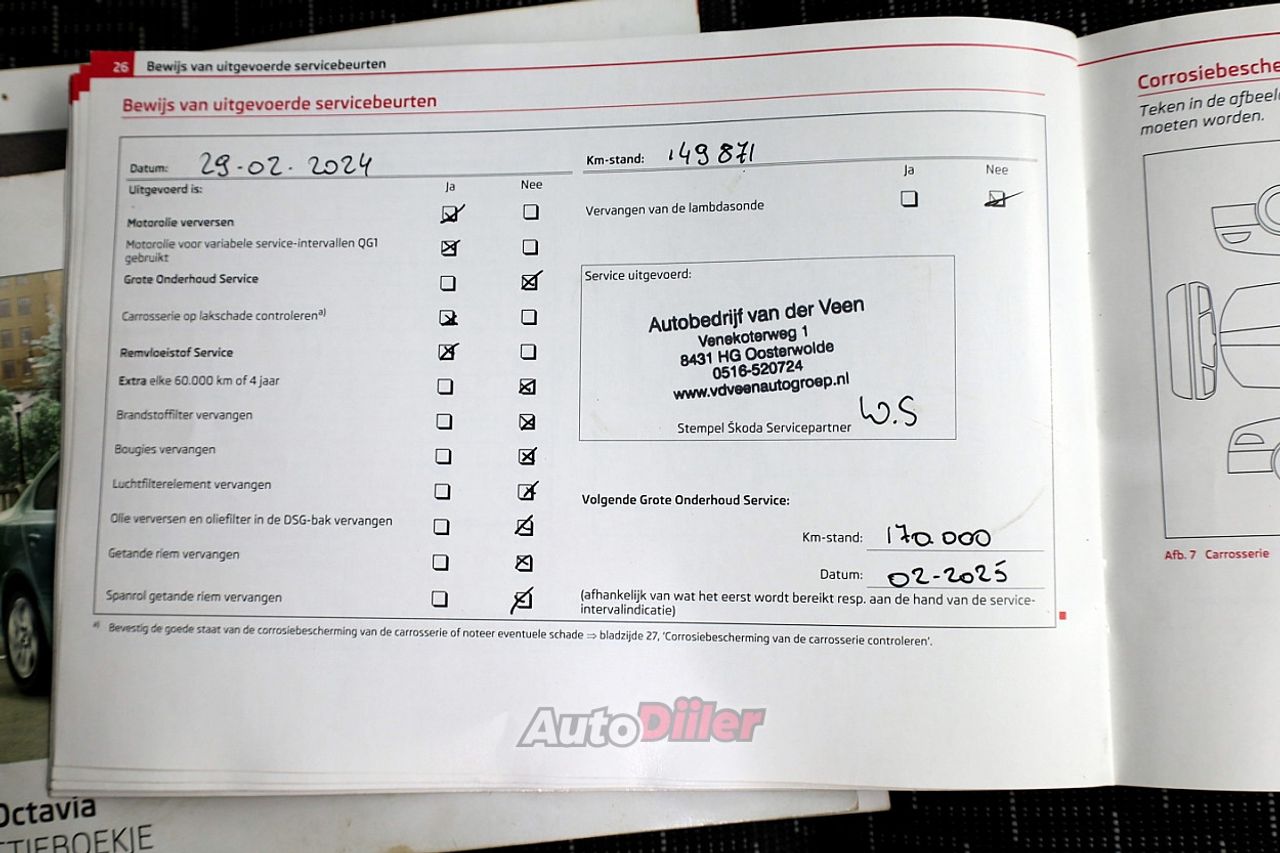 26 Bewijs van uitgevoerde servicebeurten
Bewijs van uitgevoerde servicebeurten
Datum: 29-02-2024
Uitgevoerd is: Ja Nee
Motorolie verversen
Motorolie voor variabele service-intervallen QG1
gebruikt
Grote Onderhoud Service
Carrosserie op lakschade controleren a)
Remvloeistof Service
Extra elke 60.000 km of 4 jaar
Brandstoffilter vervangen
Bougies vervangen
Luchtfilterelement vervangen
Olie verversen en oliefilter in de DSG-bak vervangen
Getande riem vervangen
Spanrol getande riem vervangen
Km-stand: 149871
Ja Nee
Vervangen van de lambdasonde
Service uitgevoerd:
Autobedrijf van der Veen
Venekoterweg 1
8431 HG Oosterwolde
0516-520724
www.vdveenautogroep.nl
W.S
Stempel Škoda Servicepartner
Volgende Grote Onderhoud Service:
Km-stand: 170.000
Datum: 02-2025
(afhankelijk van wat het eerst wordt bereikt resp. aan de hand van de service-
intervalindicatie)
a) Bevestig de goede staat van de corrosiebescherming van de carrosserie of noteer eventuele schade ⇒ bladzijde 27, 'Corrosiebescherming van de carrosserie controleren'.
Teken in de
moeten worden.
Afb. 7 Carrosserie
AutoDiiler
Octavia